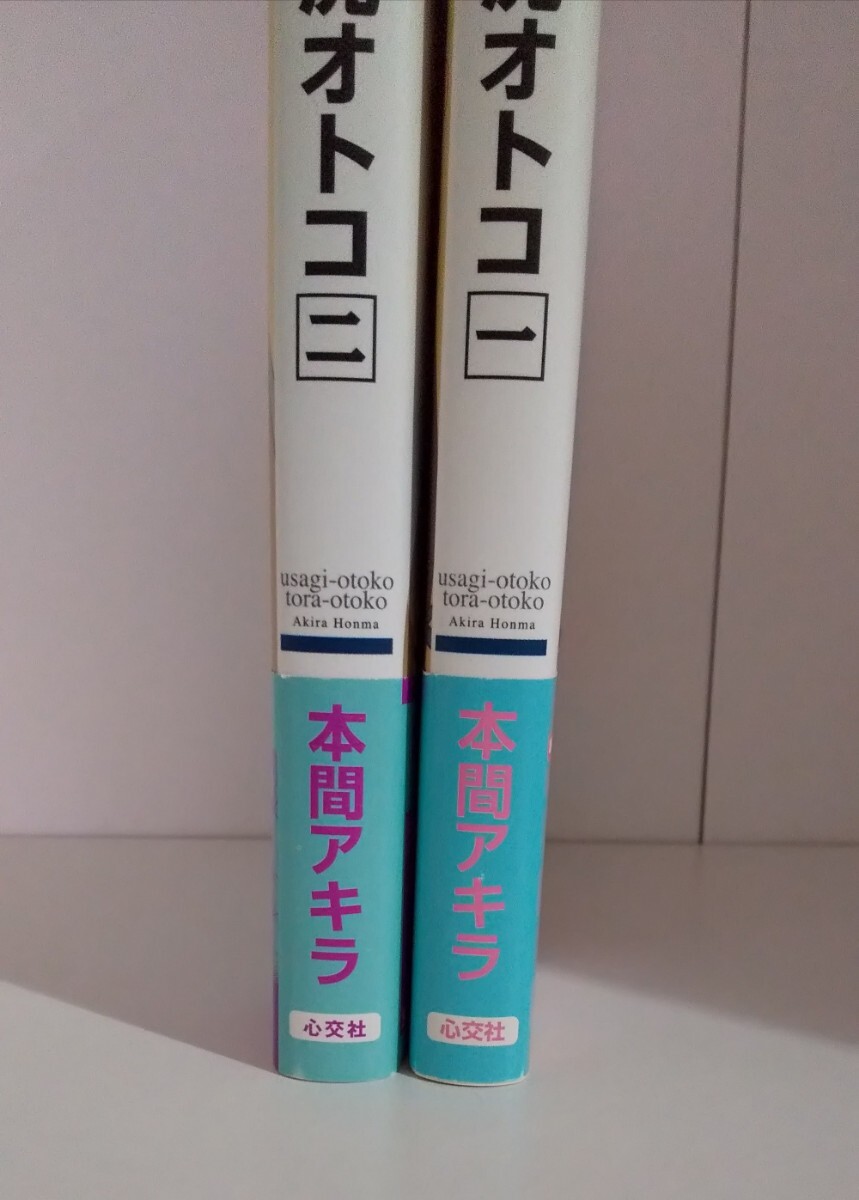 オトコ
二
usagi-otoko
tora-otoko
Akira Honma
本間アキラ
心交社
オトコ
一
usagi-otoko
tora-otoko
Akira Honma
本間アキラ
心交社